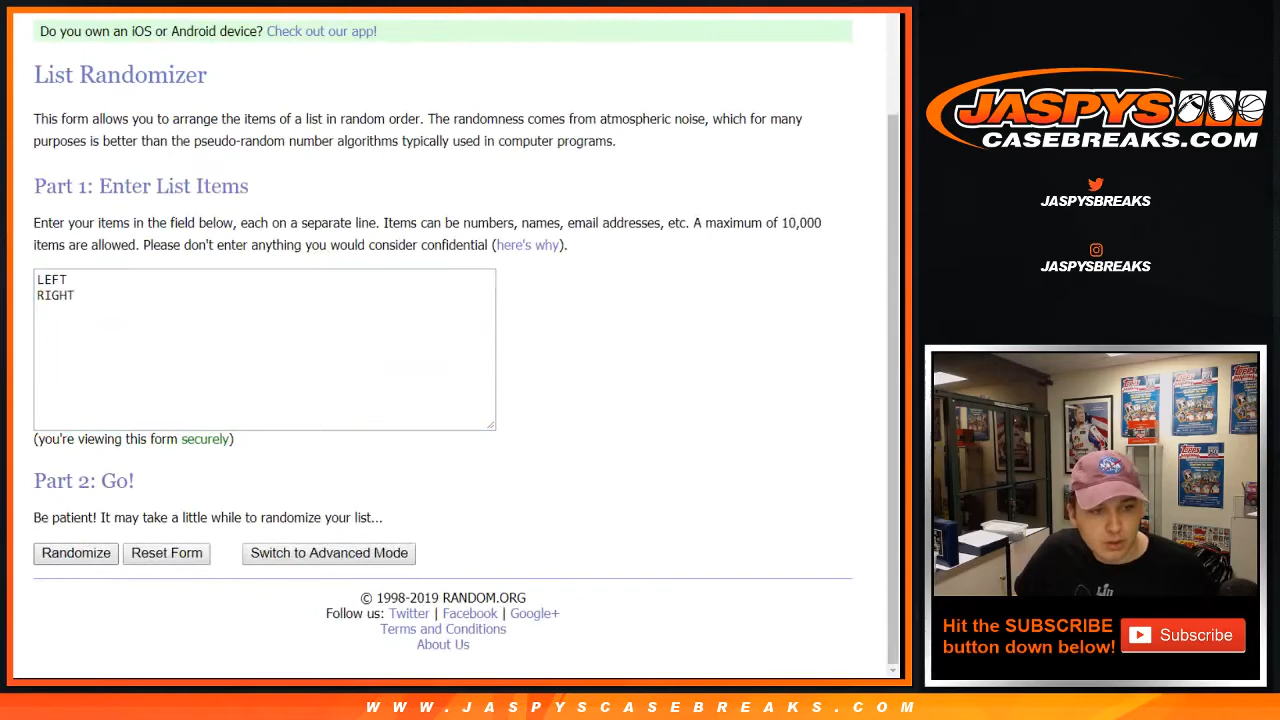 Do you own an iOS or Android device? Check out our app!
List Randomizer
This form allows you to arrange the items of a list in random order. The randomness comes from atmospheric noise, which for many
purposes is better than the pseudo-random number algorithms typically used in computer programs.
Part 1: Enter List Items
Enter your items in the field below, each on a separate line. Items can be numbers, names, email addresses, etc. A maximum of 10,000
items are allowed. Please don't enter anything you would consider confidential (here's why).
LEFT
RIGHT
(you're viewing this form securely)
Part 2: Go!
Be patient! It may take a little while to randomize your list...
Randomize
Reset Form
Switch to Advanced Mode
© 1998-2019 RANDOM.ORG
Follow us: Twitter | Facebook | Google+
Terms and Conditions
About Us
JASPYS
CASEBREAKS.COM
JASPYSBREAKS
JASPYSBREAKS
Topps
Topps
Topps
NASA
Hit the SUBSCRIBE
button down below!
Subscribe
WWW.JASPYSCASEBREAKS.COM